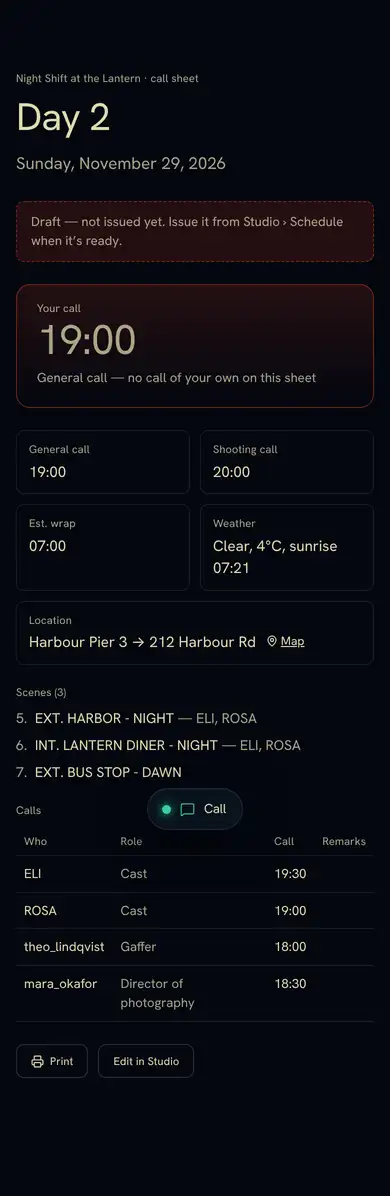 Night Shift at the Lantern · call sheet
Day 2
Sunday, November 29, 2026
Draft — not issued yet. Issue it from Studio › Schedule
when it’s ready.
Your call
19:00
General call — no call of your own on this sheet
General call
19:00
Shooting call
20:00
Est. wrap
07:00
Weather
Clear, 4°C, sunrise
07:21
Location
Harbour Pier 3 → 212 Harbour Rd Map
Scenes (3)
5. EXT. HARBOR - NIGHT — ELI, ROSA
6. INT. LANTERN DINER - NIGHT — ELI, ROSA
7. EXT. BUS STOP - DAWN
Calls
Call
Who Role Call Remarks
ELI Cast 19:30
ROSA Cast 19:00
theo_lindqvist Gaffer 18:00
mara_okafor Director of 18:30
photography
Print Edit in Studio